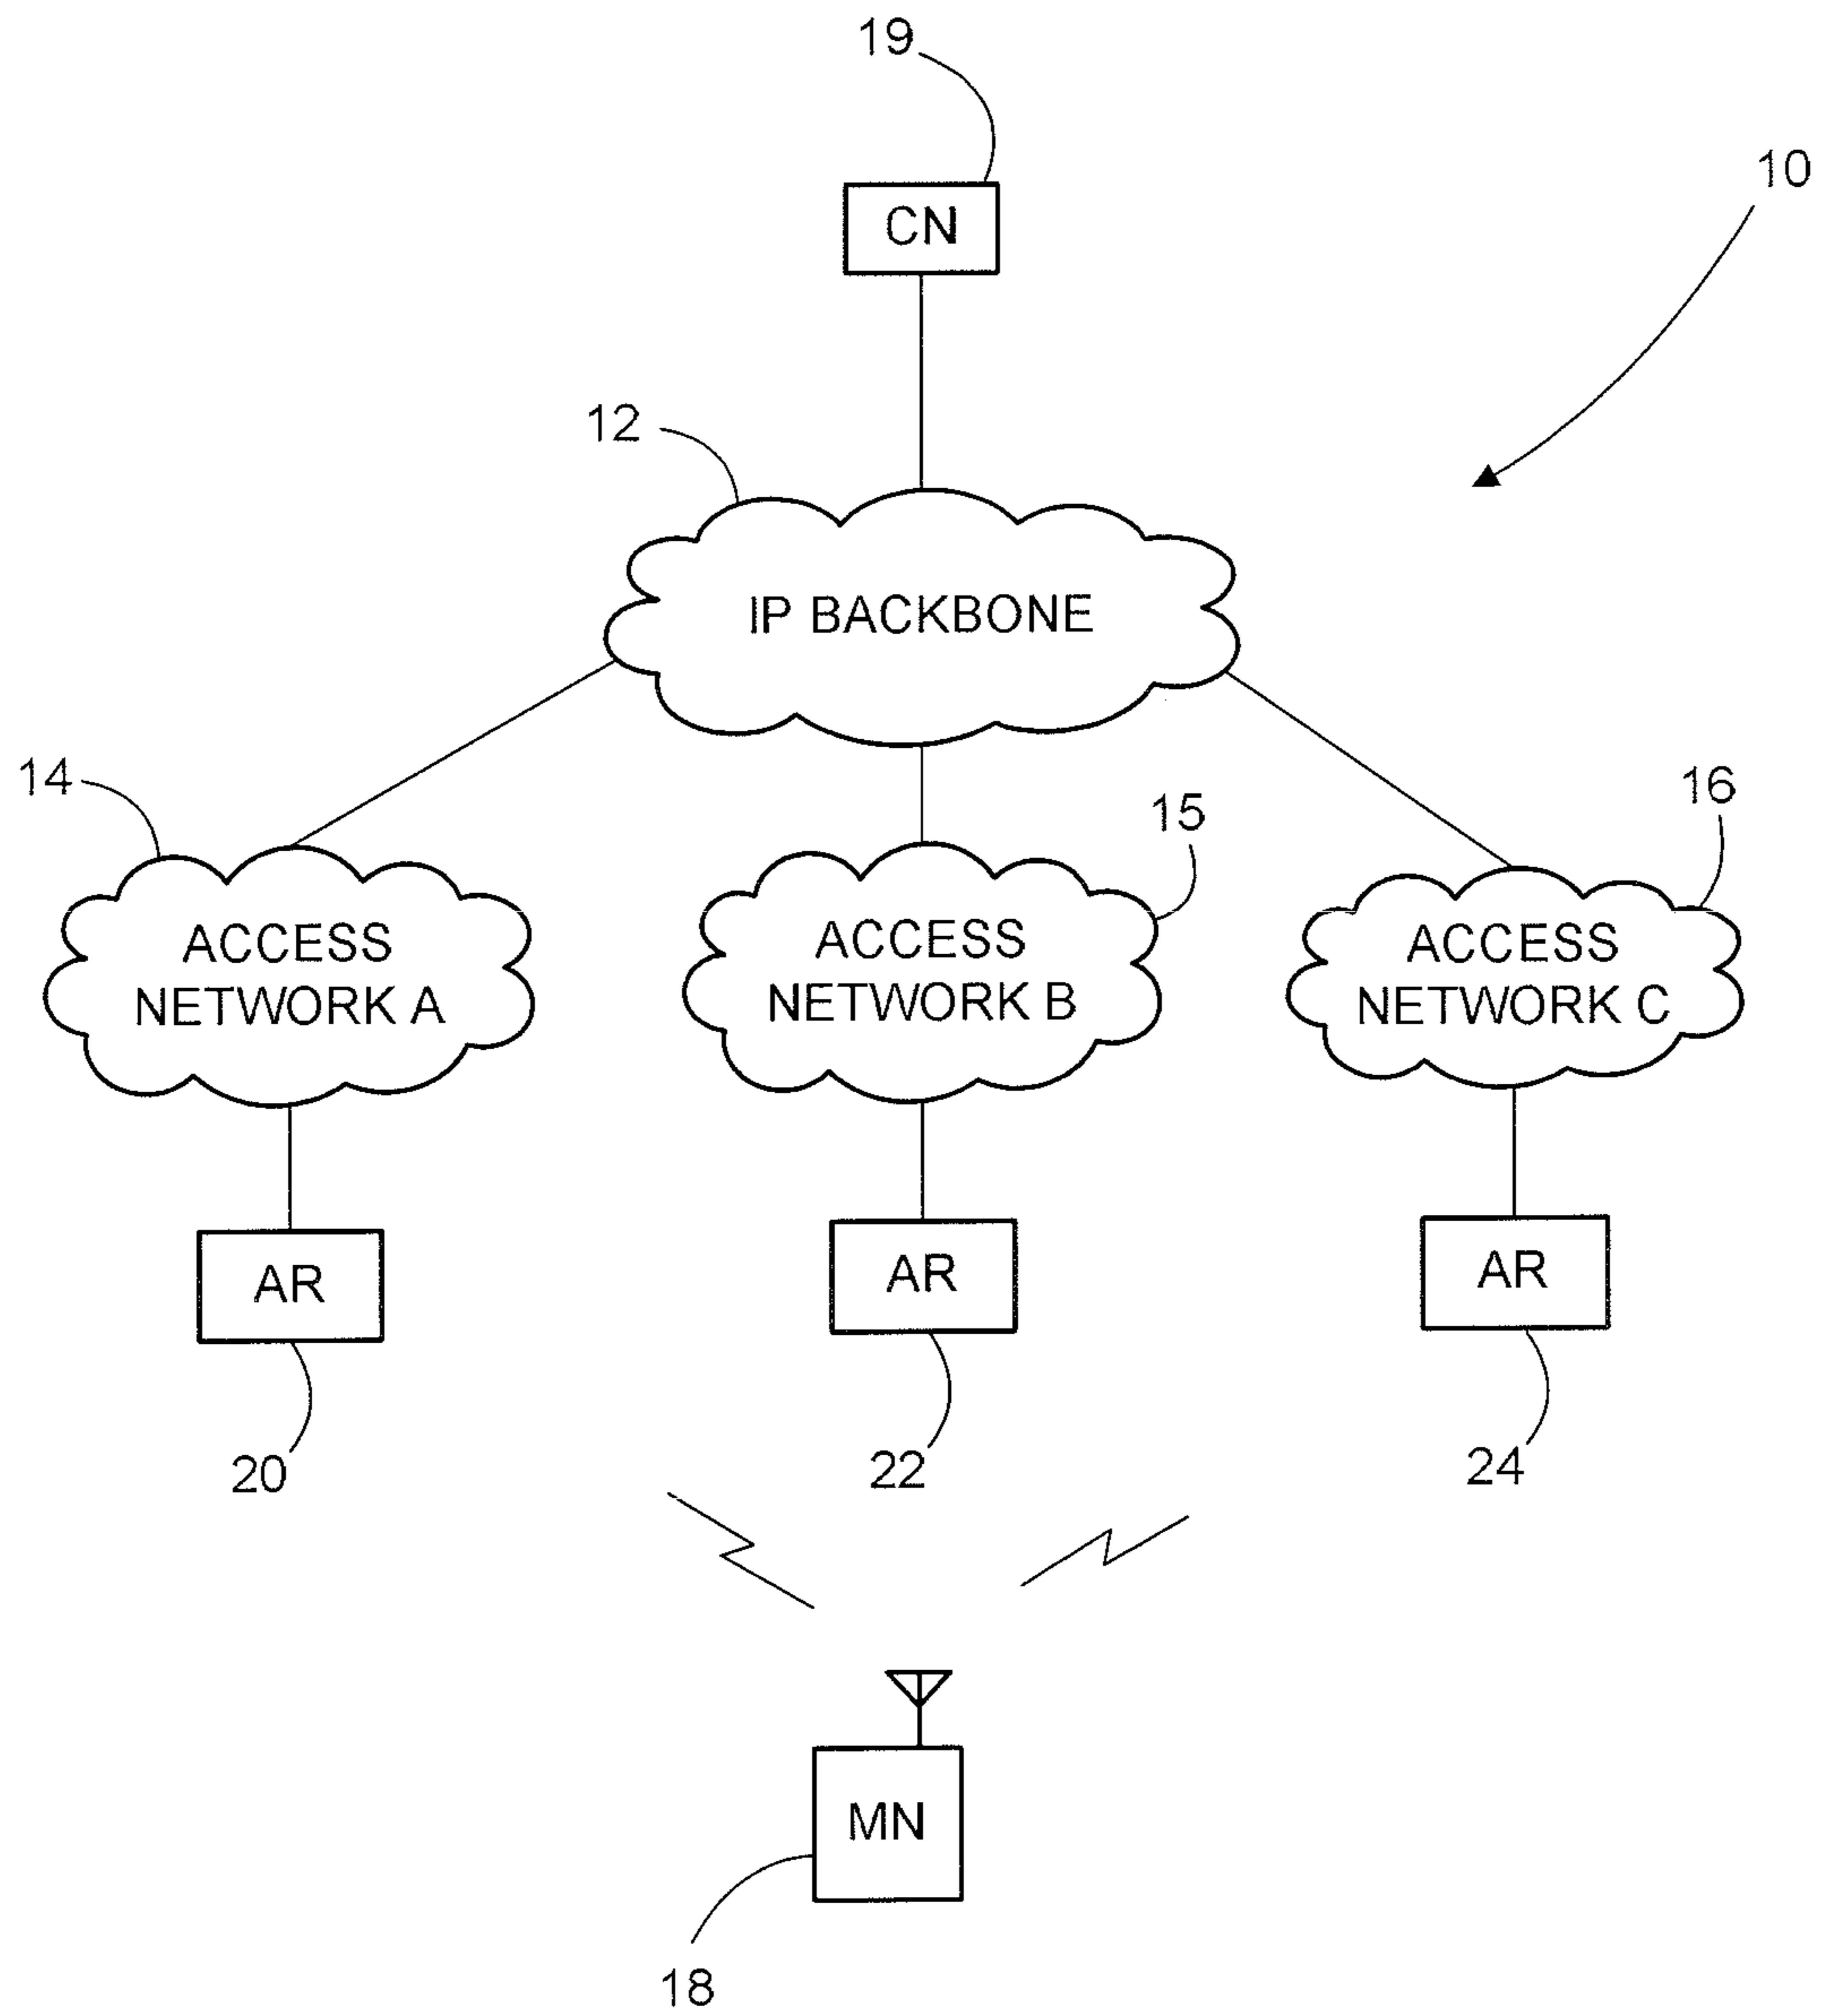 19
10
CN
12
IP BACKBONE
14
15
16
ACCESS
NETWORK A
ACCESS
NETWORK B
ACCESS
NETWORK C
AR
AR
AR
20
22
24
MN
18